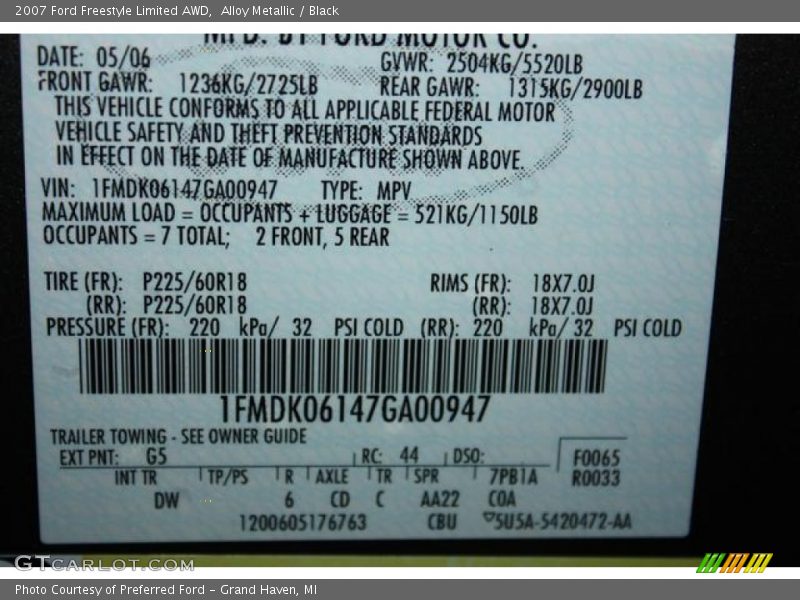 2007 Ford Freestyle Limited AWD,  Alloy Metallic / Black
MFD. BY FORD MOTOR CO.
DATE: 05/06 GVWR: 2504KG/5520LB
FRONT GAWR: 1236KG/2725LB REAR GAWR: 1315KG/2900LB
THIS VEHICLE CONFORMS TO ALL APPLICABLE FEDERAL MOTOR
VEHICLE SAFETY AND THEFT PREVENTION STANDARDS
IN EFFECT ON THE DATE OF MANUFACTURE SHOWN ABOVE.
VIN: 1FMDK06147GA00947 TYPE: MPV
MAXIMUM LOAD = OCCUPANTS + LUGGAGE = 521KG/1150LB
OCCUPANTS = 7 TOTAL; 2 FRONT, 5 REAR
TIRE (FR): P225/60R18 RIMS (FR): 18X7.0J
(RR): P225/60R18 (RR): 18X7.0J
PRESSURE (FR): 220 kPa/ 32 PSI COLD (RR): 220 kPa/ 32 PSI COLD
1FMDK06147GA00947
TRAILER TOWING - SEE OWNER GUIDE
EXT PNT: G5 RC: 44 DSO: F0065
INT TR TP/PS R AXLE TR SPR 7PB1A R0033
DW 6 CD C AA22 C0A
1200605176763 CBU 5U5A-5420472-AA
GTCARLOT.COM
Photo Courtesy of Preferred Ford - Grand Haven, MI